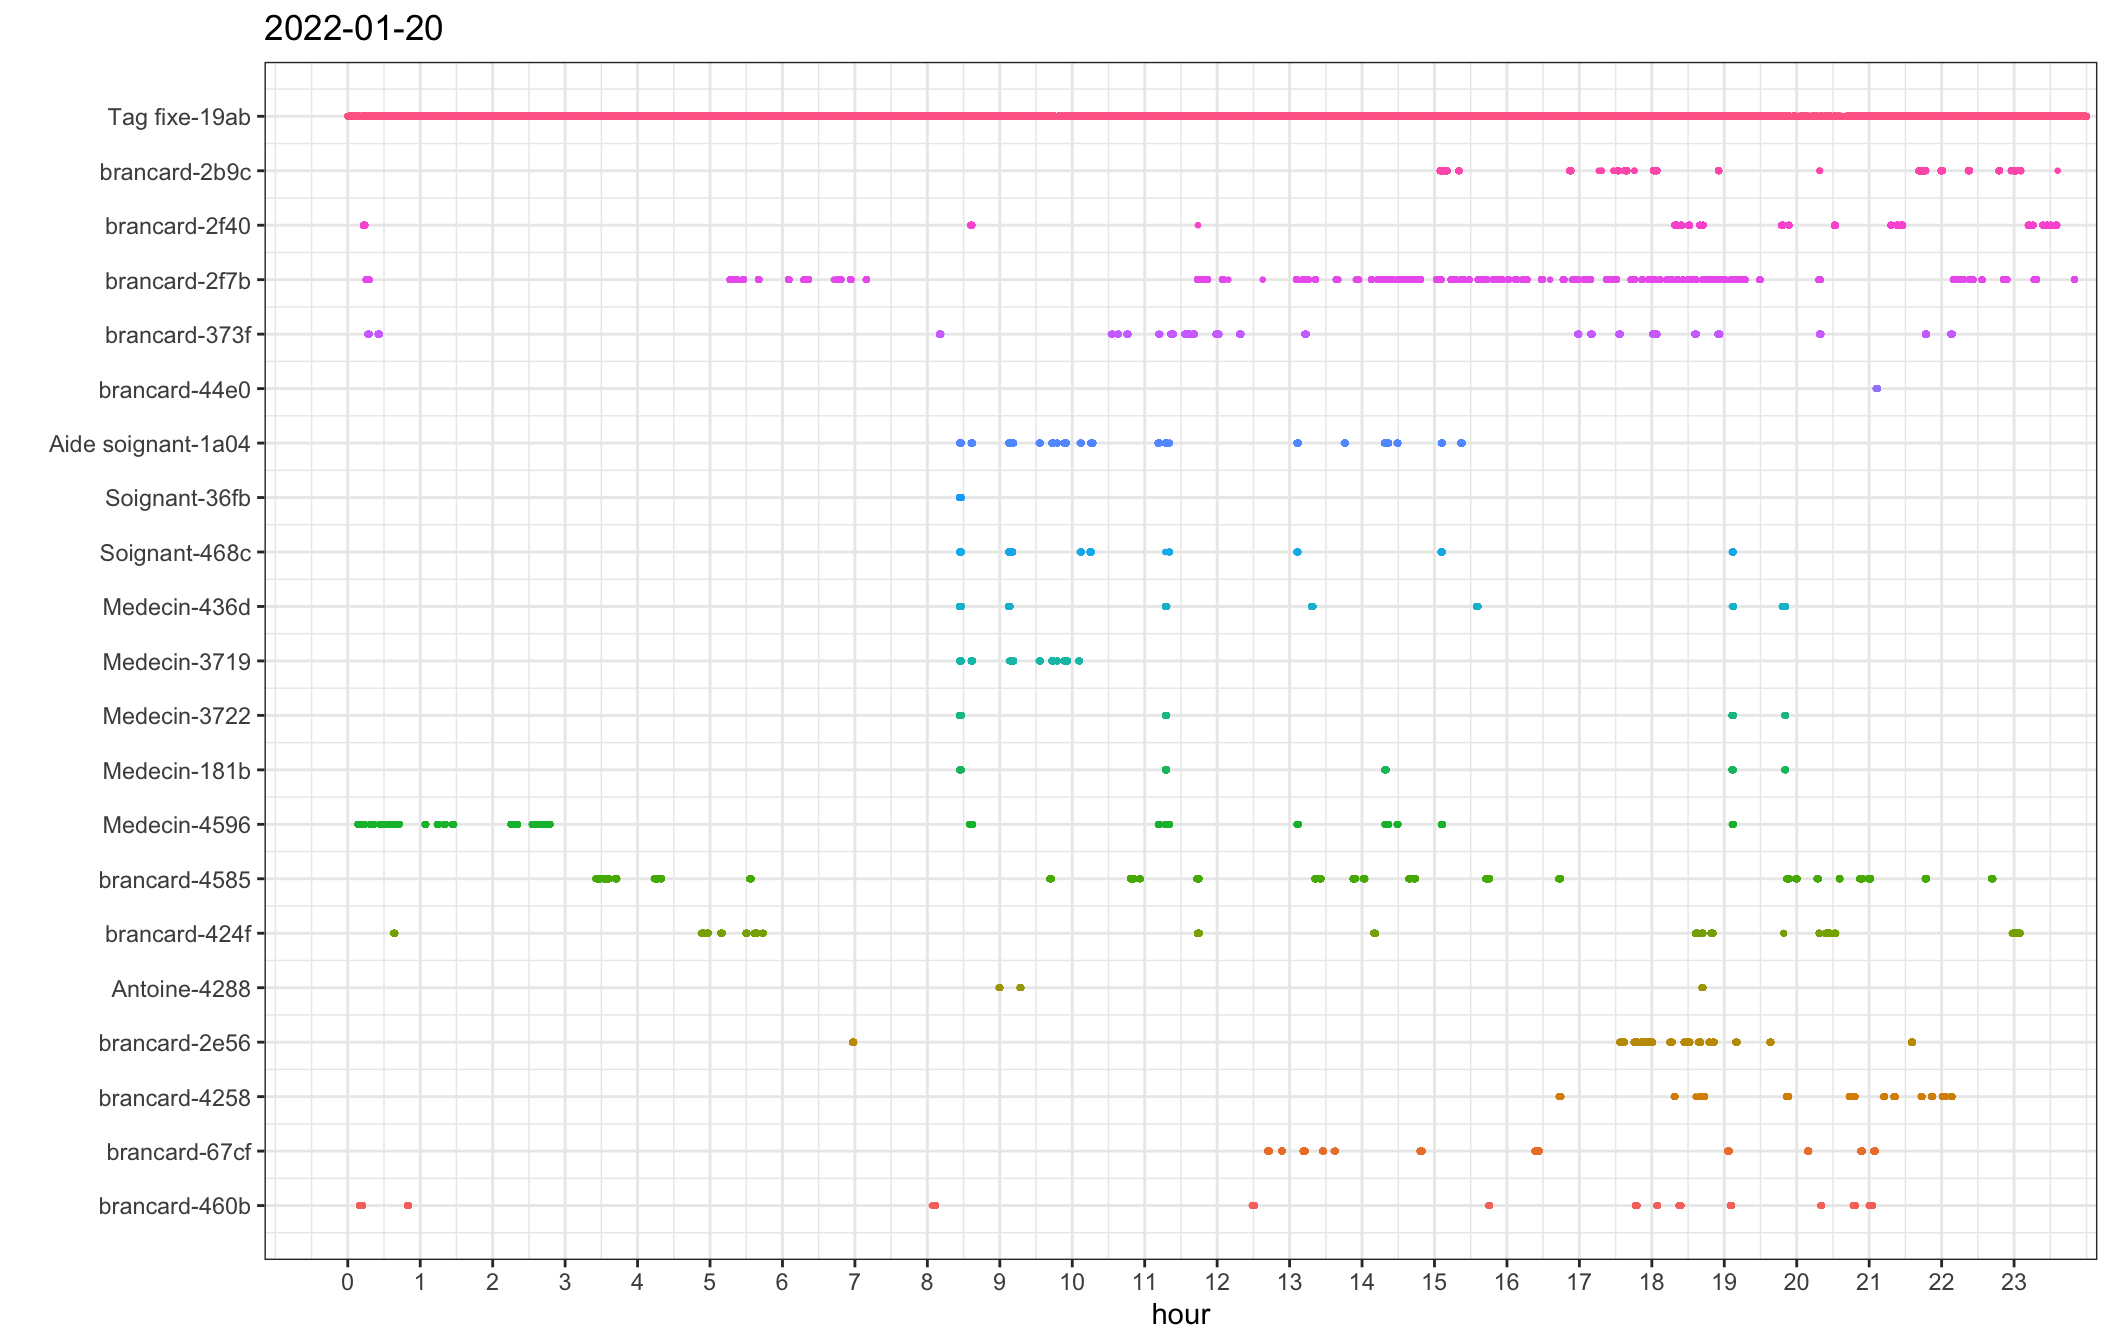 2022-01-20
Tag fixe-19ab
brancard-2b9c
brancard-2f40
brancard-2f7b
brancard-373f
brancard-44e0
Aide soignant-1a04
Soignant-36fb
Soignant-468c
Medecin-436d
Medecin-3719
Medecin-3722
Medecin-181b
Medecin-4596
brancard-4585
brancard-424f
Antoine-4288
brancard-2e56
brancard-4258
brancard-67cf
brancard-460b
0 1 2 3 4 5 6 7 8 9 10 11 12 13 14 15 16 17 18 19 20 21 22 23
hour